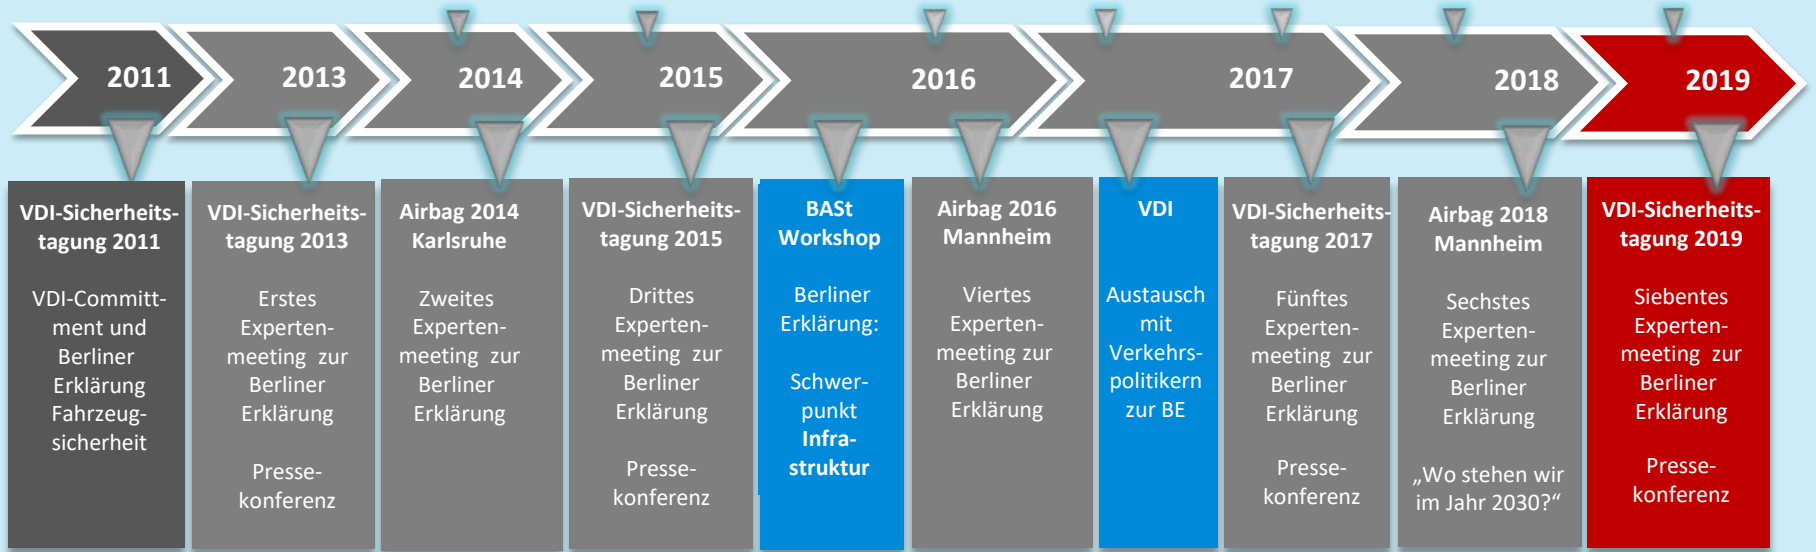 2011
2013
2014
2015
2016
2017
2018
2019
VDI-Sicherheits-
tagung 2011
VDI-Committ-
ment und
Berliner
Erklärung
Fahrzeug-
sicherheit
VDI-Sicherheits-
tagung 2013
Erstes
Experten-
meeting zur
Berliner
Erklärung
Presse-
konferenz
Airbag 2014
Karlsruhe
Zweites
Experten-
meeting zur
Berliner
Erklärung
VDI-Sicherheits-
tagung 2015
Drittes
Experten-
meeting zur
Berliner
Erklärung
Presse-
konferenz
BASt
Workshop
Berliner
Erklärung:
Schwer-
punkt
Infra-
struktur
Airbag 2016
Mannheim
Viertes
Experten-
meeting zur
Berliner
Erklärung
VDI
Austausch
mit
Verkehrs-
politikern
zur BE
VDI-Sicherheits-
tagung 2017
Fünftes
Experten-
meeting zur
Berliner
Erklärung
Presse-
konferenz
Airbag 2018
Mannheim
Sechstes
Experten-
meeting zur
Berliner
Erklärung
„Wo stehen wir
im Jahr 2030?“
VDI-Sicherheits-
tagung 2019
Siebentes
Experten-
meeting zur
Berliner
Erklärung
Presse-
konferenz